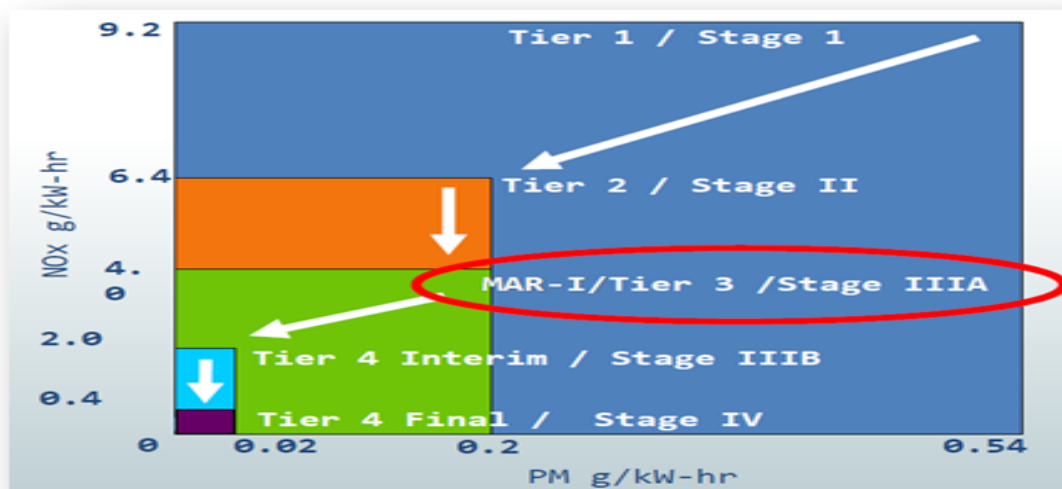 9.2
Tier 1 / Stage 1
6.4
Tier 2 / Stage II
NOx g/kW-hr
4.
0
MAR-I/Tier 3 /Stage IIIA
2.0
Tier 4 Interim / Stage IIIB
0.4
Tier 4 Final / Stage IV
0 0.02 0.2 0.54
PM g/kW-hr